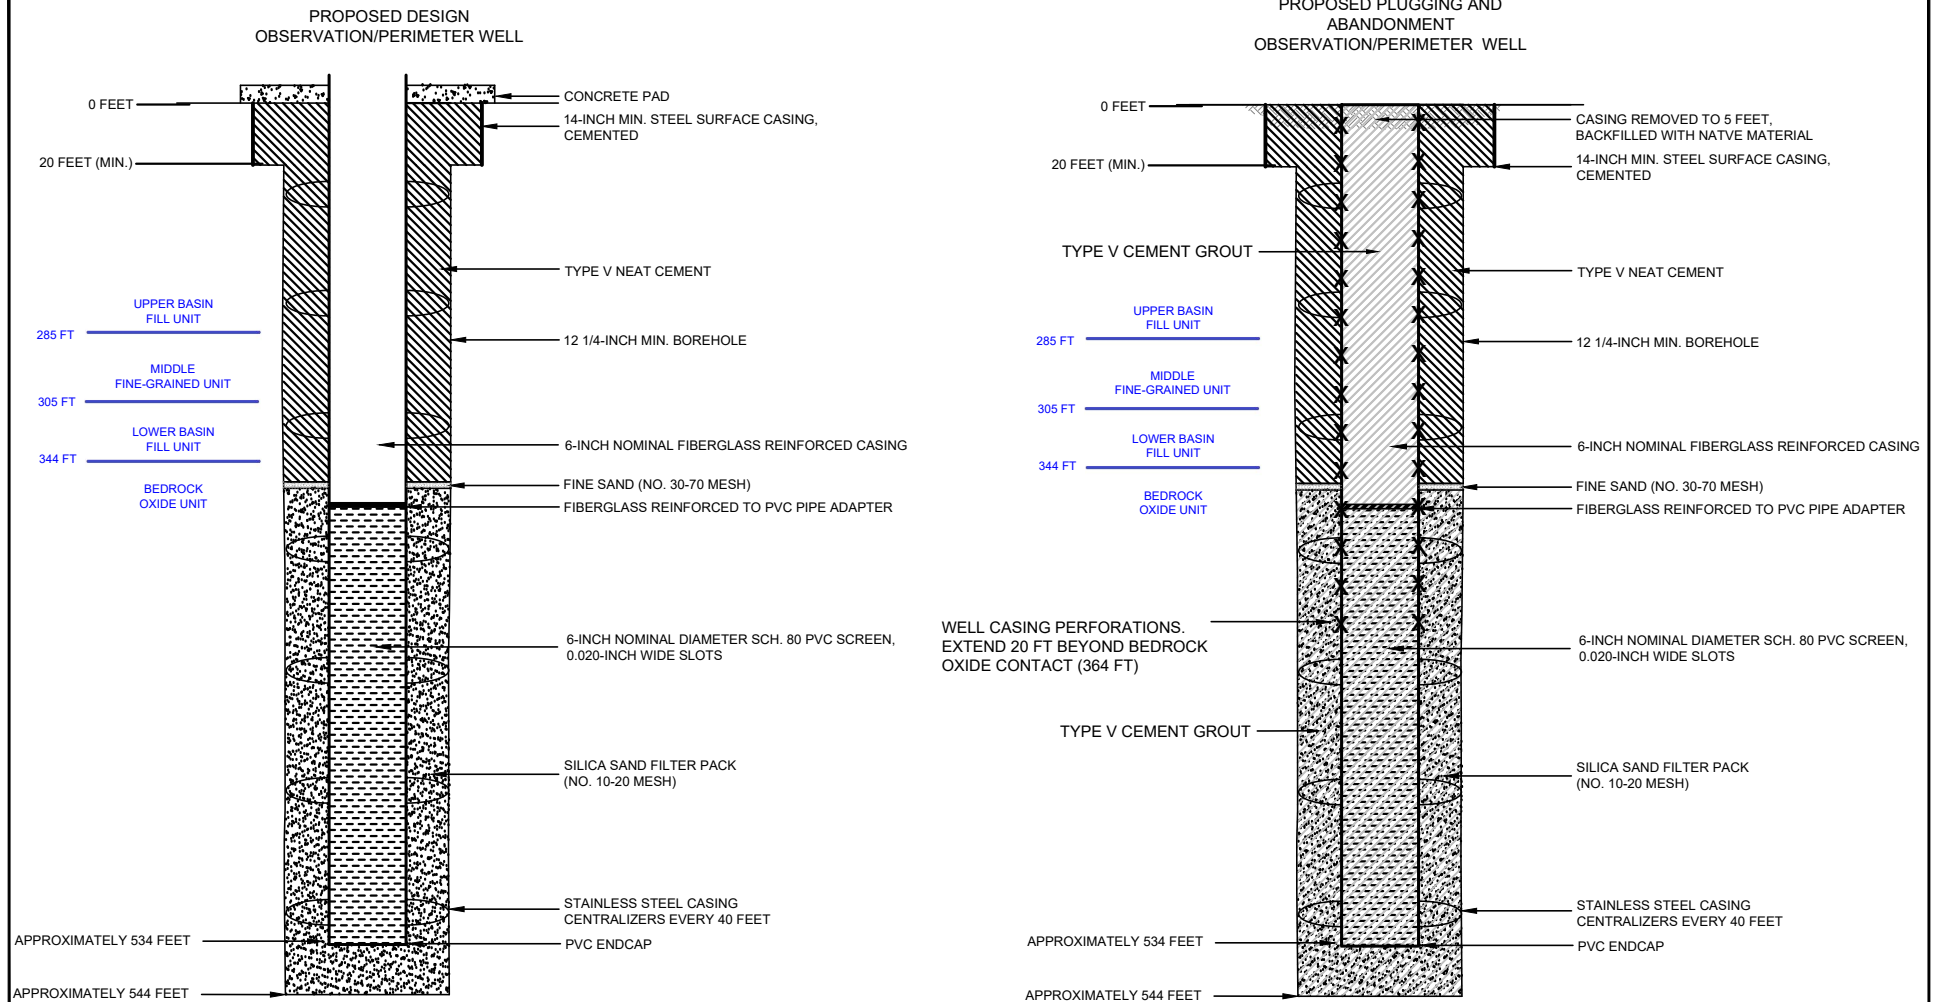 PROPOSED DESIGN
OBSERVATION/PERIMETER WELL
0 FEET
CONCRETE PAD
14-INCH MIN. STEEL SURFACE CASING,
CEMENTED
20 FEET (MIN.)
TYPE V NEAT CEMENT
UPPER BASIN
FILL UNIT
285 FT
12 1/4-INCH MIN. BOREHOLE
MIDDLE
FINE-GRAINED UNIT
305 FT
LOWER BASIN
FILL UNIT
344 FT
6-INCH NOMINAL FIBERGLASS REINFORCED CASING
BEDROCK
OXIDE UNIT
FINE SAND (NO. 30-70 MESH)
FIBERGLASS REINFORCED TO PVC PIPE ADAPTER
6-INCH NOMINAL DIAMETER SCH. 80 PVC SCREEN,
0.020-INCH WIDE SLOTS
SILICA SAND FILTER PACK
(NO. 10-20 MESH)
STAINLESS STEEL CASING
CENTRALIZERS EVERY 40 FEET
APPROXIMATELY 534 FEET
PVC ENDCAP
APPROXIMATELY 544 FEET
PROPOSED PLUGGING AND
ABANDONMENT
OBSERVATION/PERIMETER WELL
0 FEET
CASING REMOVED TO 5 FEET,
BACKFILLED WITH NATVE MATERIAL
20 FEET (MIN.)
14-INCH MIN. STEEL SURFACE CASING,
CEMENTED
TYPE V CEMENT GROUT
TYPE V NEAT CEMENT
UPPER BASIN
FILL UNIT
285 FT
12 1/4-INCH MIN. BOREHOLE
MIDDLE
FINE-GRAINED UNIT
305 FT
LOWER BASIN
FILL UNIT
344 FT
6-INCH NOMINAL FIBERGLASS REINFORCED CASING
BEDROCK
OXIDE UNIT
FINE SAND (NO. 30-70 MESH)
FIBERGLASS REINFORCED TO PVC PIPE ADAPTER
WELL CASING PERFORATIONS.
EXTEND 20 FT BEYOND BEDROCK
OXIDE CONTACT (364 FT)
6-INCH NOMINAL DIAMETER SCH. 80 PVC SCREEN,
0.020-INCH WIDE SLOTS
TYPE V CEMENT GROUT
SILICA SAND FILTER PACK
(NO. 10-20 MESH)
STAINLESS STEEL CASING
CENTRALIZERS EVERY 40 FEET
APPROXIMATELY 534 FEET
PVC ENDCAP
APPROXIMATELY 544 FEET